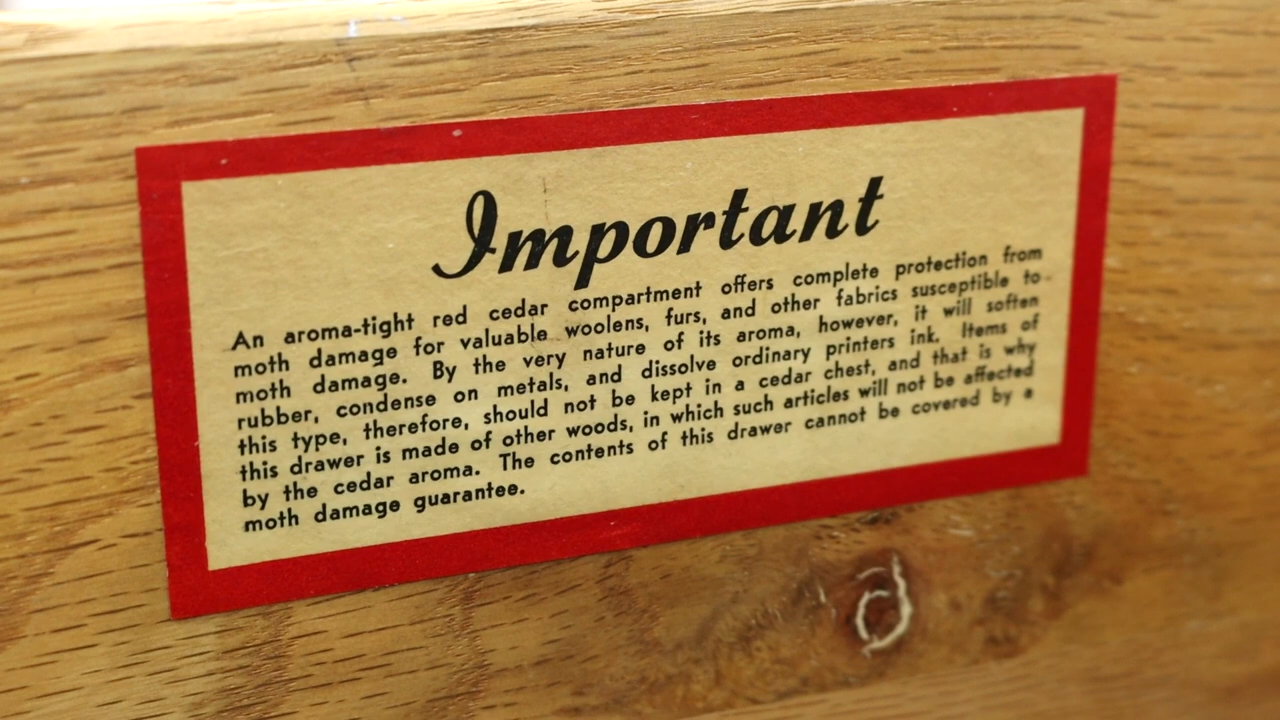 Important
An aroma-tight red cedar compartment offers complete protection from
moth damage for valuable woolens, furs, and other fabrics susceptible to
moth damage. By the very nature of its aroma, however, it will soften
rubber, condense on metals, and dissolve ordinary printers ink. Items of
this type, therefore, should not be kept in a cedar chest, and that is why
this drawer is made of other woods, in which such articles will not be affected
by the cedar aroma. The contents of this drawer cannot be covered by a
moth damage guarantee.